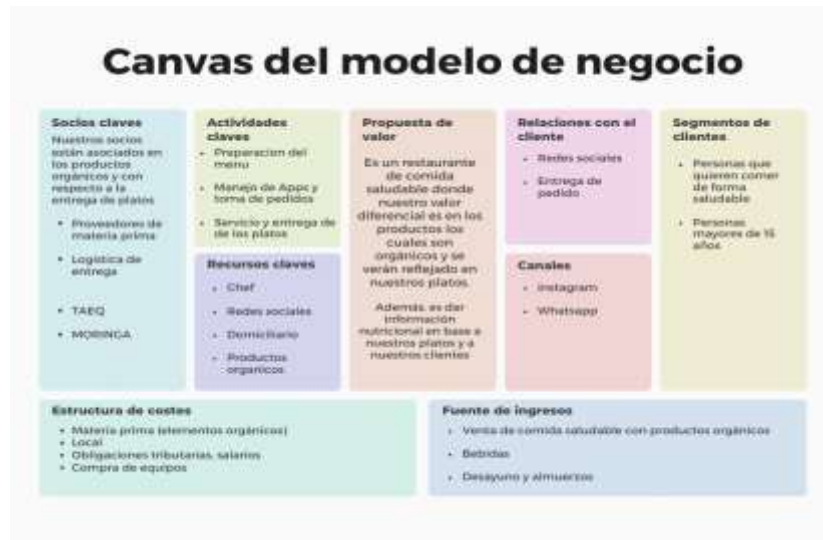 Canvas del modelo de negocio
Socios claves
Nuestros socios
están asociados en
los productos
orgánicos y con
respecto a la
entrega de platos
• Proveedores de
materia prima
• Logística de
entrega
• TAEQ
• MORINGA
Actividades
claves
• Preparacion del
menu
• Manejo de Apps y
toma de pedidos
• Servicio y entrega de
de los platos
Recursos claves
• Chef
• Redes sociales
• Domiciliario
• Productos
organicos
Propuesta de
valor
Es un restaurante
de comida
saludable donde
nuestro valor
diferencial es en los
productos los
cuales son
orgánicos y se
verán reflejado en
nuestros platos.
Además, es dar
información
nutricional en base a
nuestros platos y a
nuestros clientes
Relaciones con el
cliente
• Redes sociales
• Entrega de
pedido
Canales
• Instagram
• Whatsapp
Segmentos de
clientes
• Personas que
quieren comer
de forma
saludable
• Personas
mayores de 15
años
Estructura de costes
• Materia prima (elementos orgánicos)
• Local
• Obligaciones tributarias, salarios
• Compra de equipos
Fuente de ingresos
• Venta de comida saludable con productos orgánicos
• Bebidas
• Desayuno y almuerzos